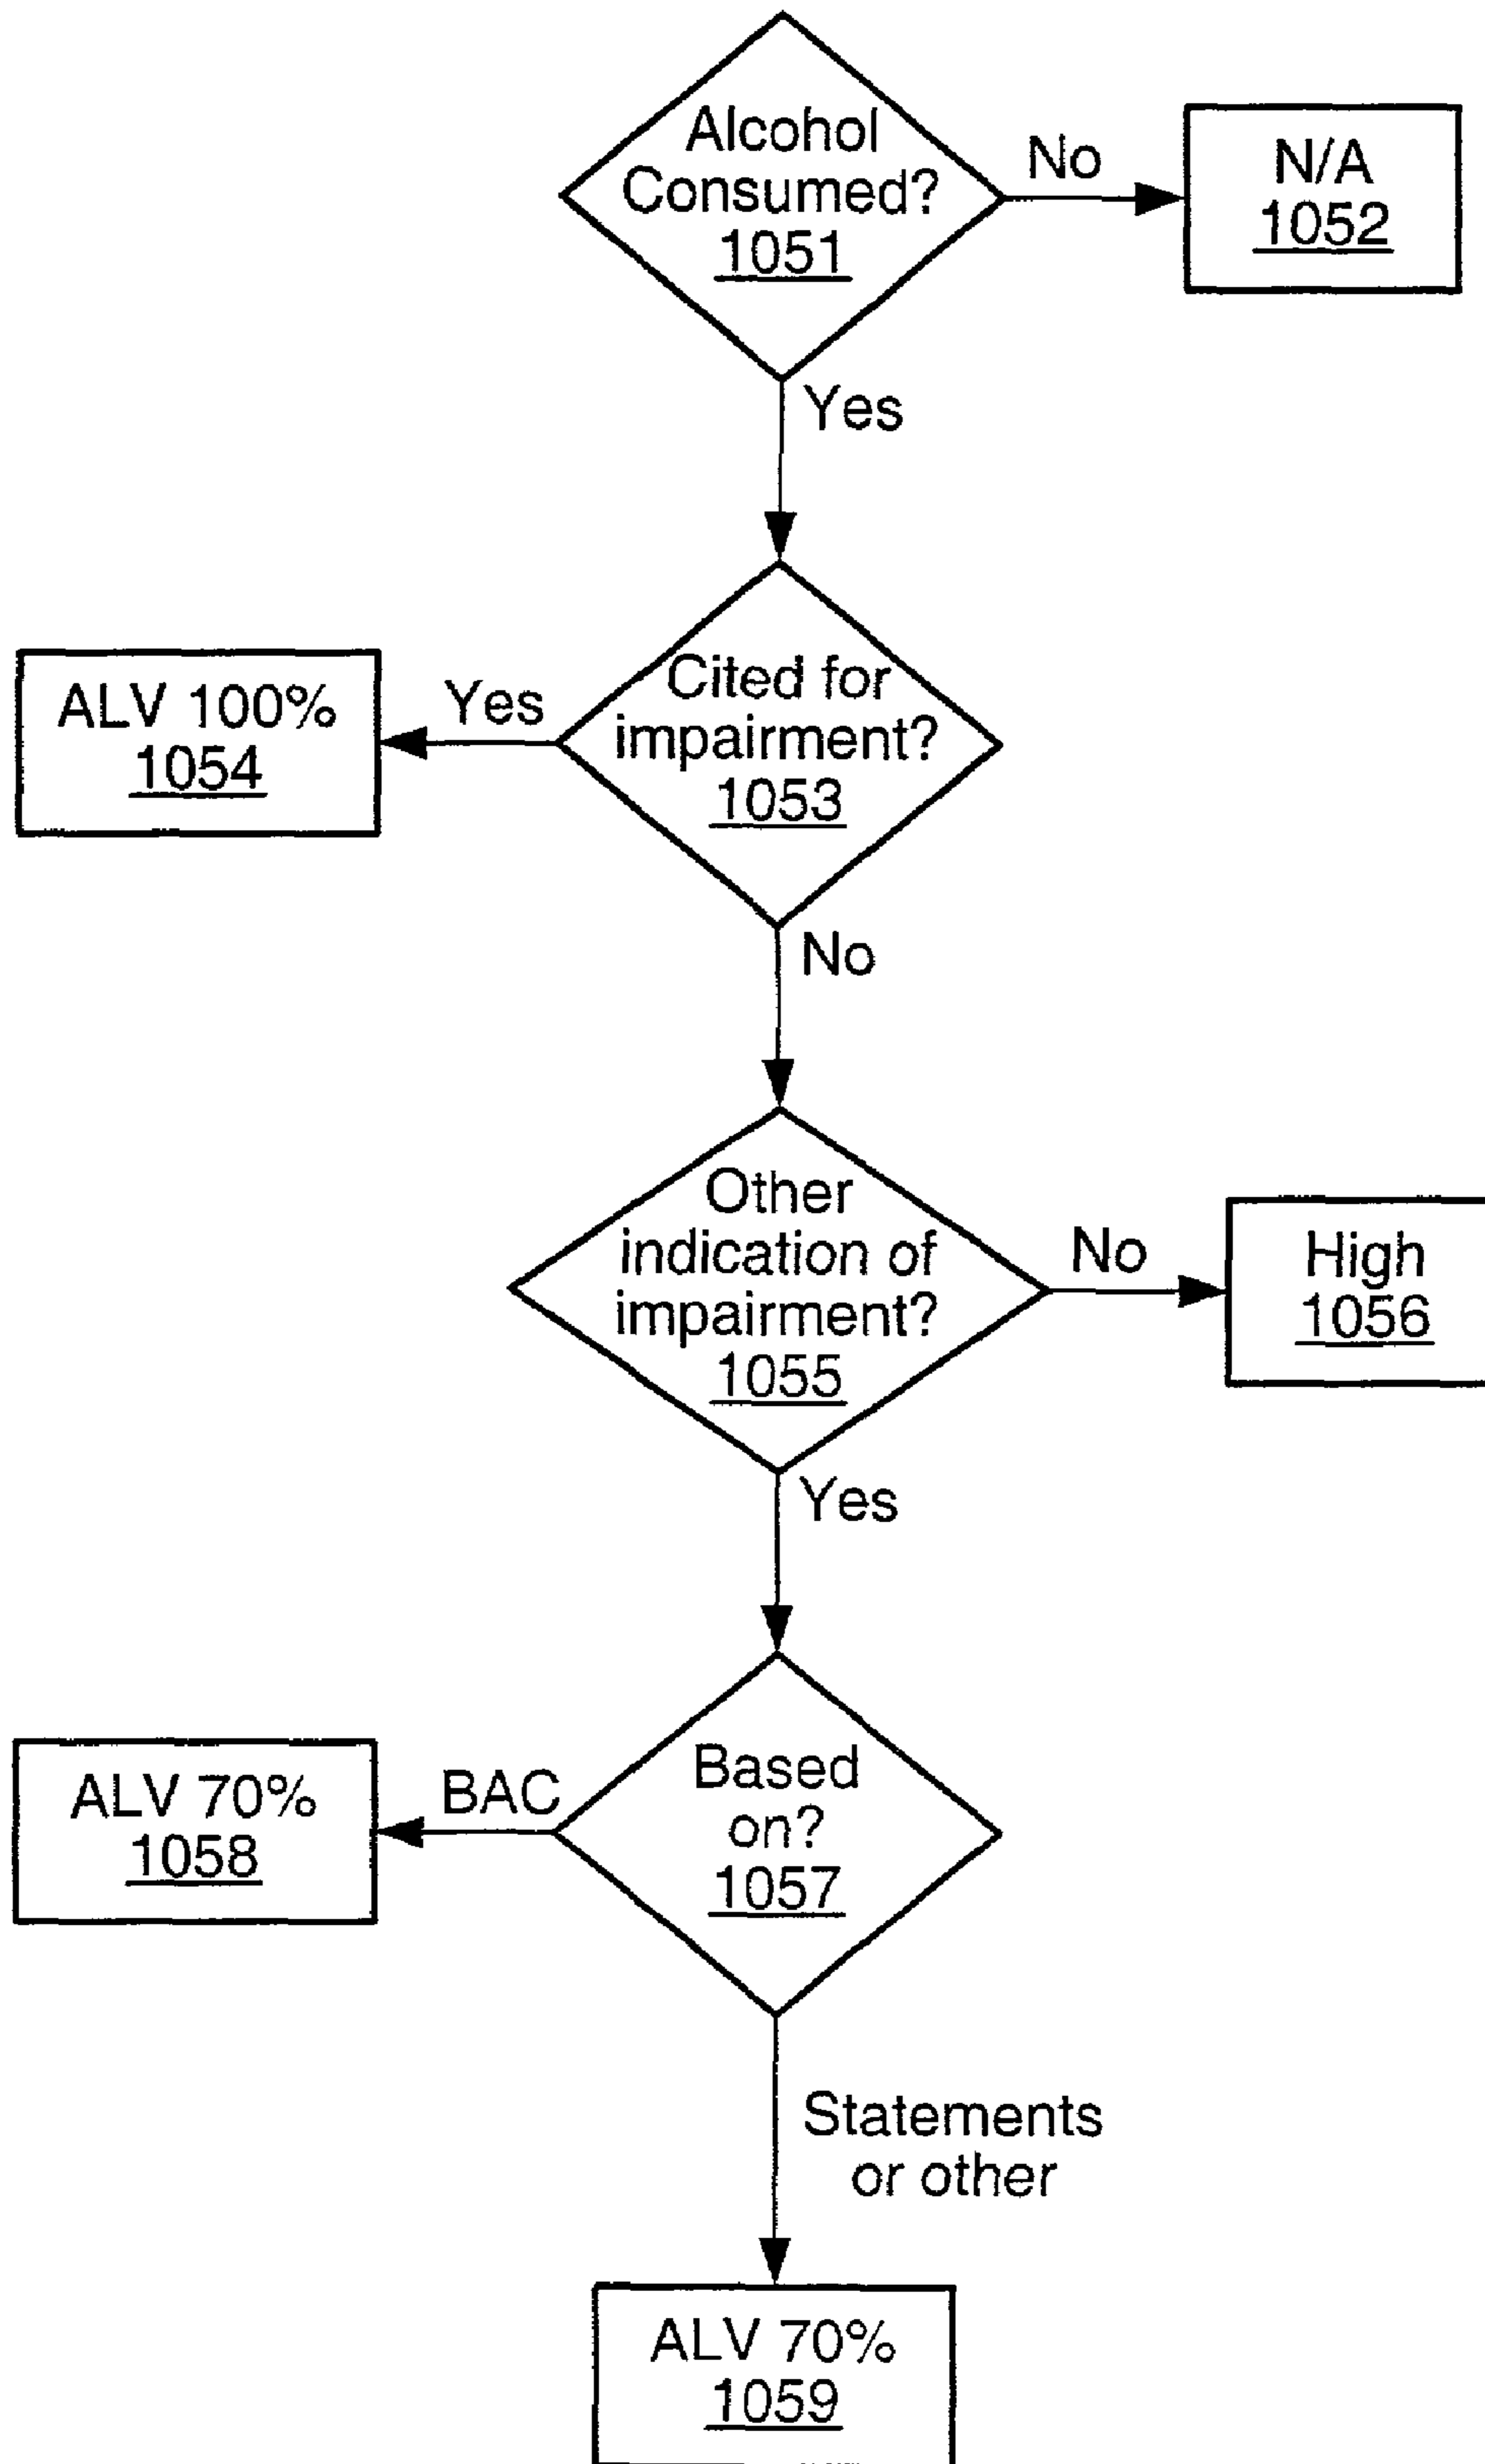 Alcohol
Consumed?
1051
No
N/A
1052
Yes
Cited for
impairment?
1053
Yes
ALV 100%
1054
No
Other
indication of
impairment?
1055
No
High
1056
Yes
Based
on?
1057
BAC
ALV 70%
1058
Statements
or other
ALV 70%
1059